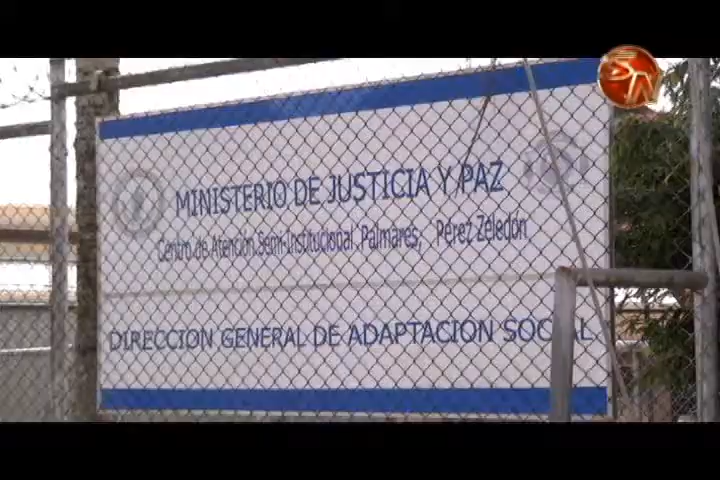 MINISTERIO DE JUSTICIA Y PAZ
Centro de Atención Semi-Institucional Palmares, Pérez Zeledón
DIRECCION GENERAL DE ADAPTACION SOCIAL